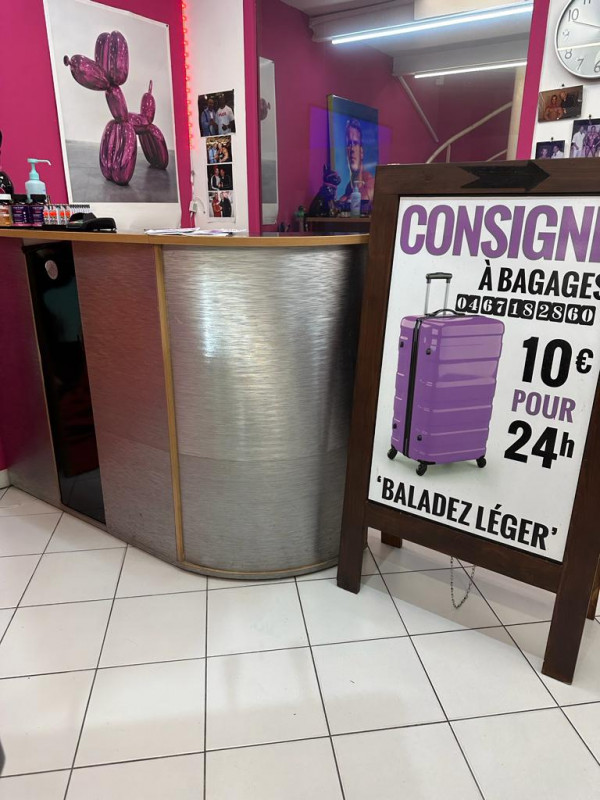 CONSIGNE
À BAGAGES
0467182860
10€
POUR
24h
'BALADEZ LÉGER'